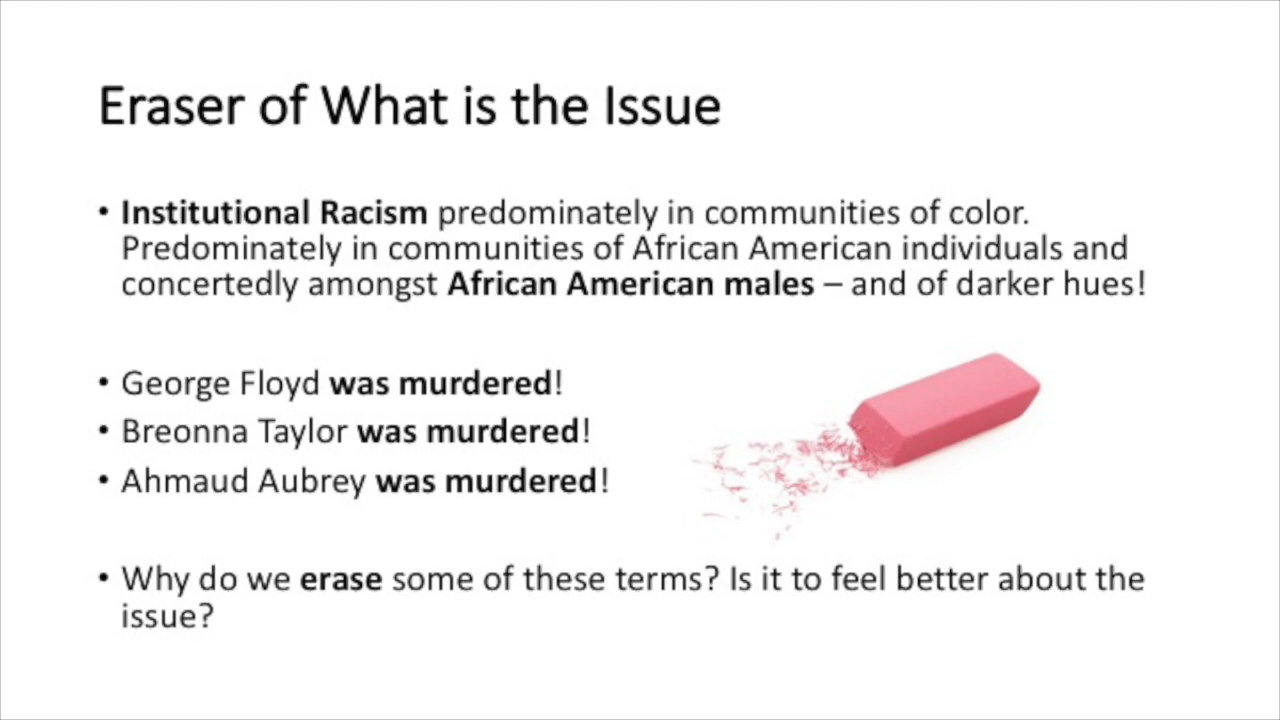 Eraser of What is the Issue
• Institutional Racism predominately in communities of color.
Predominately in communities of African American individuals and
concertedly amongst African American males – and of darker hues!
• George Floyd was murdered!
• Breonna Taylor was murdered!
• Ahmaud Aubrey was murdered!
• Why do we erase some of these terms? Is it to feel better about the
issue?